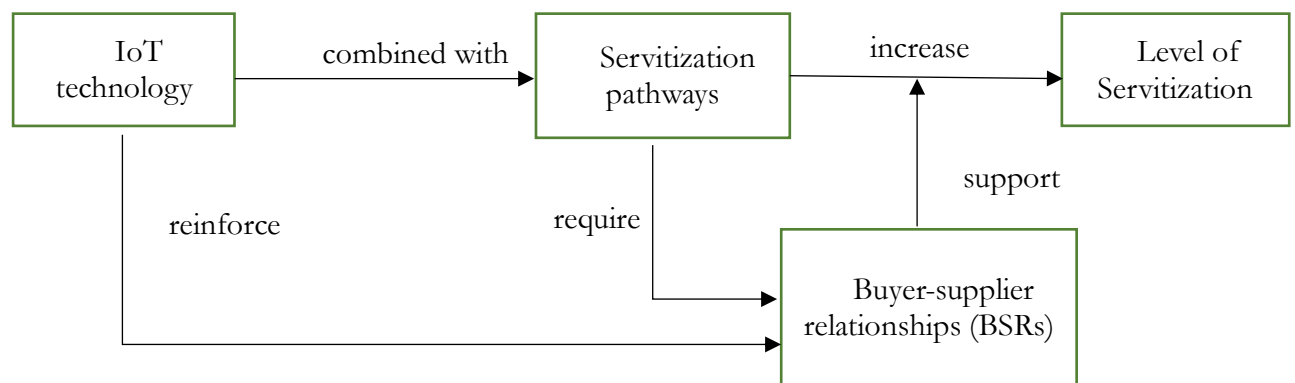 IoT
technology
combined with
Servitization
pathways
increase
Level of
Servitization
reinforce
require
support
Buyer-supplier
relationships (BSRs)